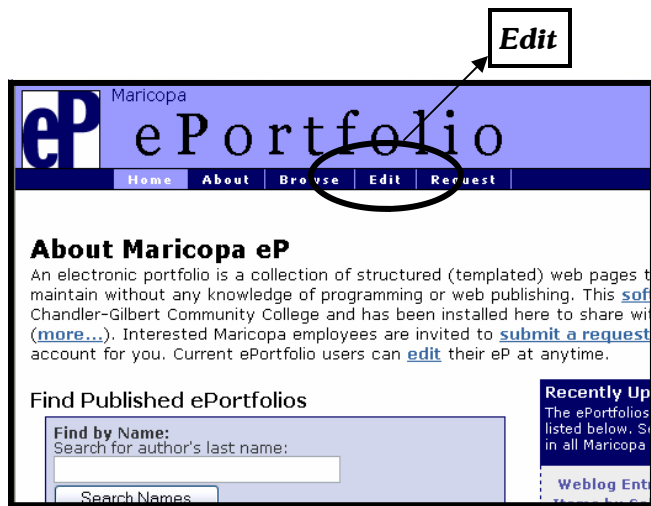 Edit
eP
Maricopa
ePortfolio
Home About Browse Edit Request
About Maricopa eP
An electronic portfolio is a collection of structured (templated) web pages t
maintain without any knowledge of programming or web publishing. This sof
Chandler-Gilbert Community College and has been installed here to share wi
(more...). Interested Maricopa employees are invited to submit a request
account for you. Current ePortfolio users can edit their eP at anytime.
Find Published ePortfolios
Find by Name:
Search for author's last name:
Search Names
Recently Up
The ePortfolios
listed below. Se
in all Maricopa
Weblog Entr